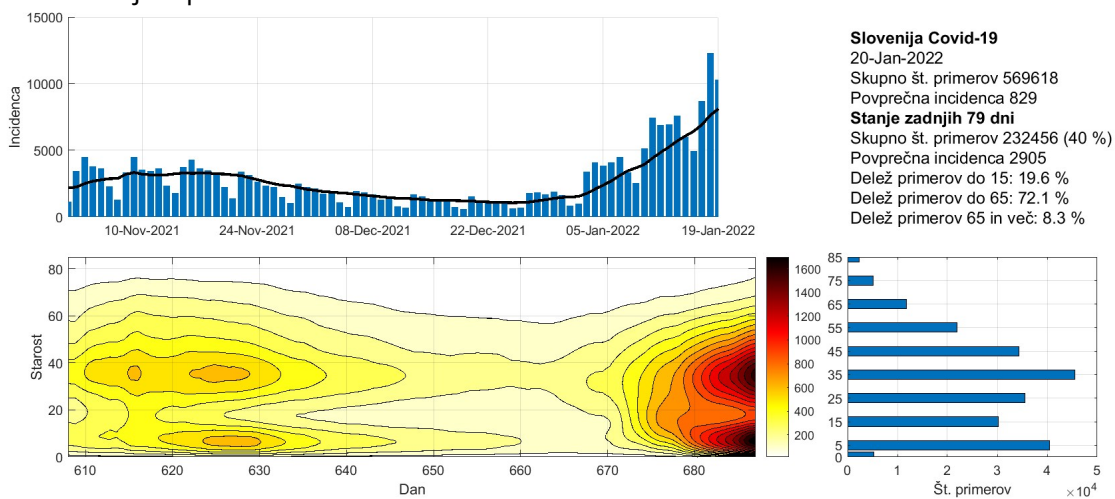 15000
10000
5000
0
Incidenca
10-Nov-2021
24-Nov-2021
08-Dec-2021
22-Dec-2021
05-Jan-2022
19-Jan-2022
Slovenija Covid-19
20-Jan-2022
Skupno št. primerov 569618
Povprečna incidenca 829
Stanje zadnjih 79 dni
Skupno št. primerov 232456 (40 %)
Povprečna incidenca 2905
Delež primerov do 15: 19.6 %
Delež primerov do 65: 72.1 %
Delež primerov 65 in več: 8.3 %
80
60
40
20
0
Starost
610
620
630
640
650
660
670
680
Dan
1600
1400
1200
1000
800
600
400
200
85
75
65
55
45
35
25
15
5
0
0
1
2
3
4
5
Št. primerov
×10⁴